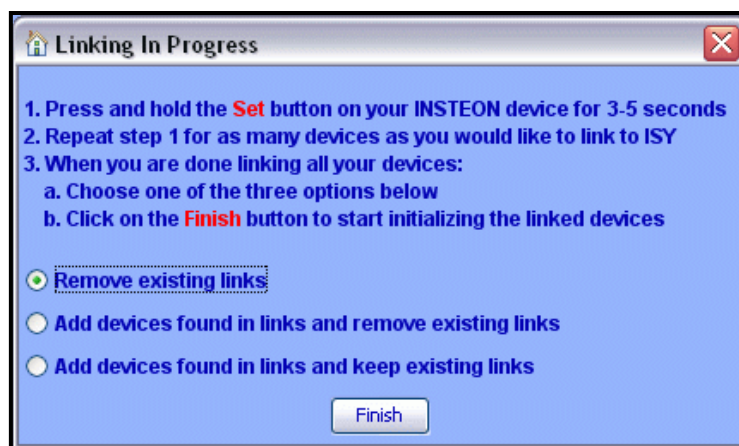 Linking In Progress
1. Press and hold the Set button on your INSTEON device for 3-5 seconds
2. Repeat step 1 for as many devices as you would like to link to ISY
3. When you are done linking all your devices:
a. Choose one of the three options below
b. Click on the Finish button to start initializing the linked devices
Remove existing links
Add devices found in links and remove existing links
Add devices found in links and keep existing links
Finish